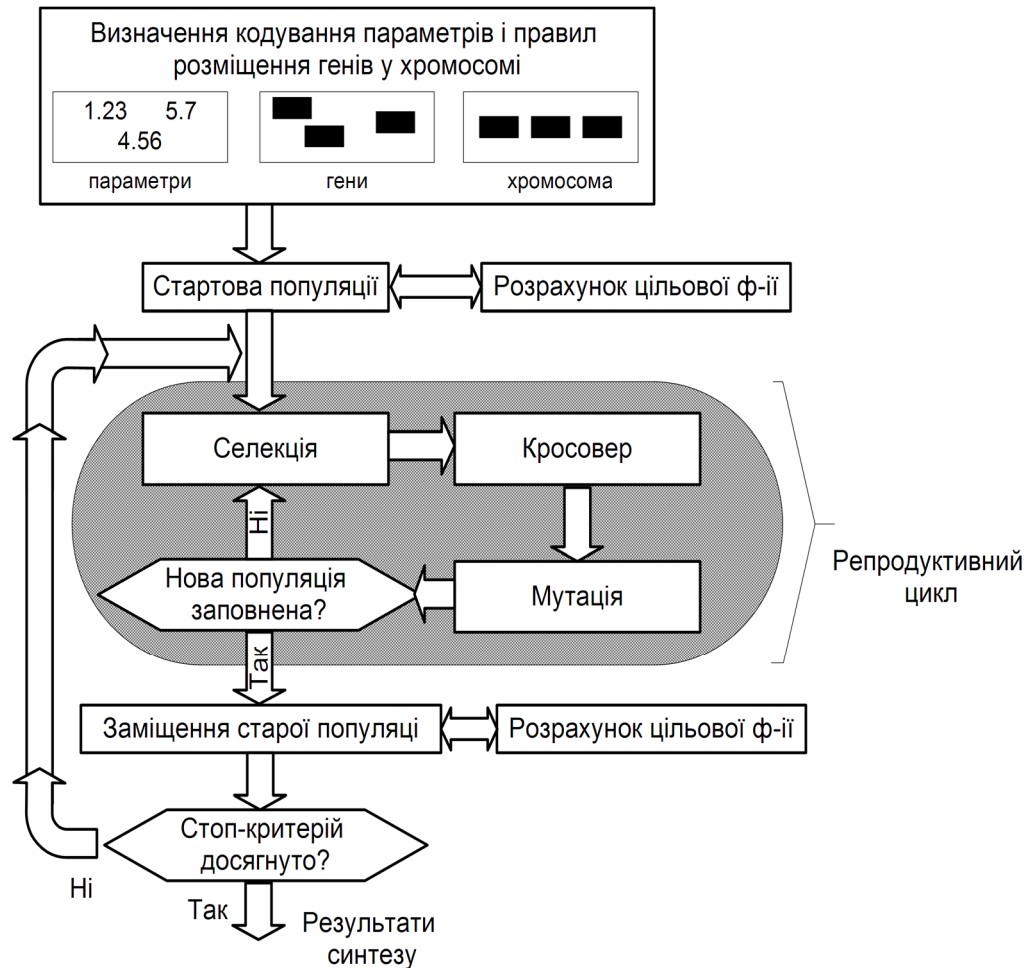 Визначення кодування параметрів і правил
розміщення генів у хромосомі
1.23 5.7
4.56
параметри
гени
хромосома
Стартова популяції
Розрахунок цільової ф-ії
Селекція
Кросовер
Ні
Нова популяція
заповнена?
Мутація
Репродуктивний
цикл
Так
Заміщення старої популяці
Розрахунок цільової ф-ії
Стоп-критерій
досягнуто?
Ні
Так
Результати
синтезу